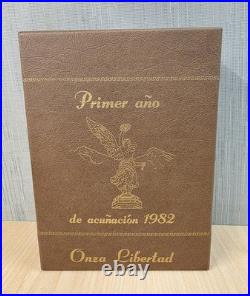 Primer año
de acuñación 1982
Onza Libertad